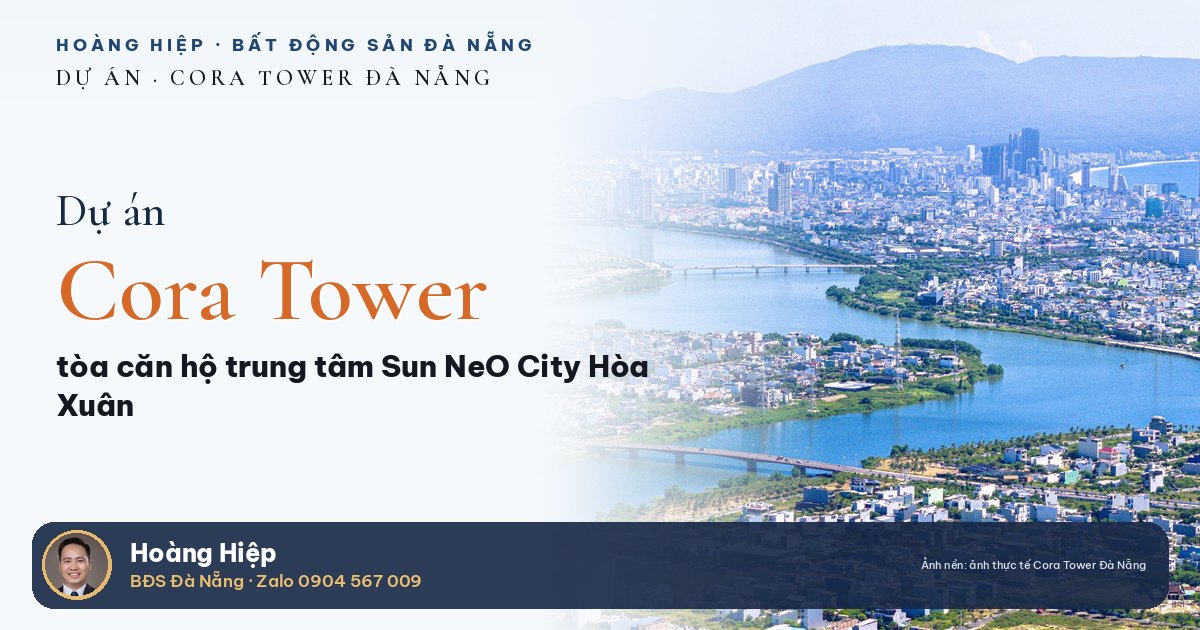 HOÀNG HIỆP · BẤT ĐỘNG SẢN ĐÀ NẴNG
DỰ ÁN · CORA TOWER ĐÀ NẴNG
Dự án
Cora Tower
tòa căn hộ trung tâm Sun NeO City Hòa
Xuân
Hoàng Hiệp
BĐS Đà Nẵng · Zalo 0904 567 009
Ảnh nền: ảnh thực tế Cora Tower Đà Nẵng